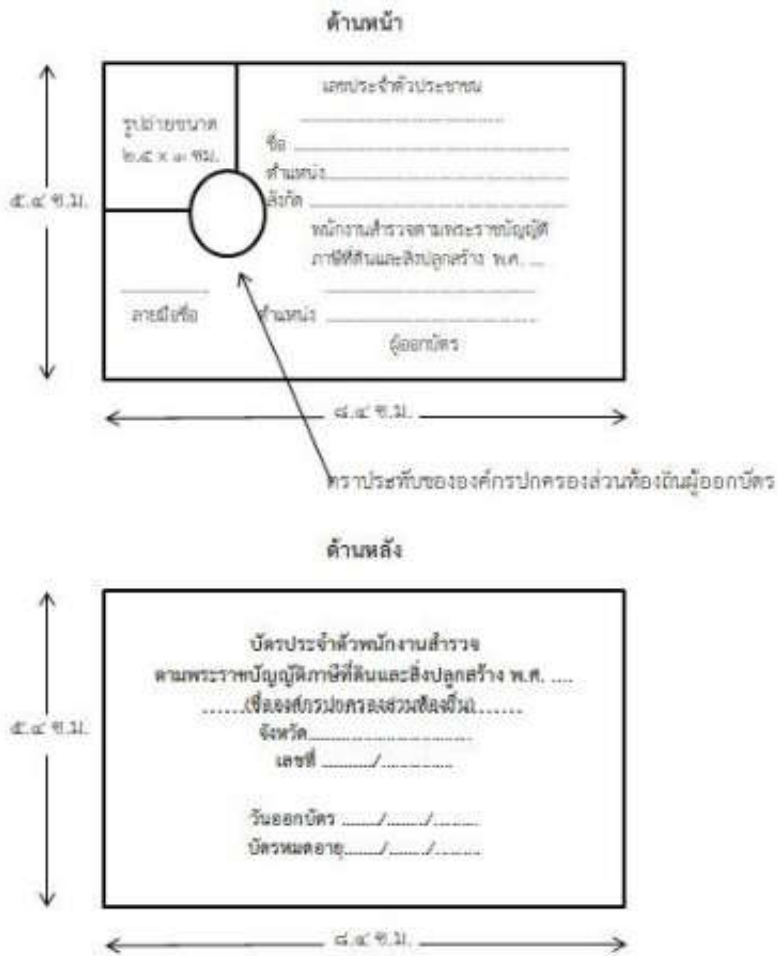 ด้านหน้า
เลขประจำตัวประชาชน
................................................
รูปถ่ายขนาด
๒.๕ x ๓ ซม.
ชื่อ ................................................
ตำแหน่ง................................................
สังกัด ................................................
๕.๔ ซ.ม.
พนักงานสำรวจตามพระราชบัญญัติ
ภาษีที่ดินและสิ่งปลูกสร้าง พ.ศ. ....
................................................
ลายมือชื่อ
ตำแหน่ง ................................................
ผู้ออกบัตร
๘.๔ ซ.ม.
ตราประทับขององค์กรปกครองส่วนท้องถิ่นผู้ออกบัตร
ด้านหลัง
บัตรประจำตัวพนักงานสำรวจ
ตามพระราชบัญญัติภาษีที่ดินและสิ่งปลูกสร้าง พ.ศ. ....
.......(ชื่อองค์กรปกครองส่วนท้องถิ่น).......
๕.๔ ซ.ม.
จังหวัด................................
เลขที่ ........../..............
วันออกบัตร ......./......./.........
บัตรหมดอายุ......./......./.........
๘.๔ ซ.ม.